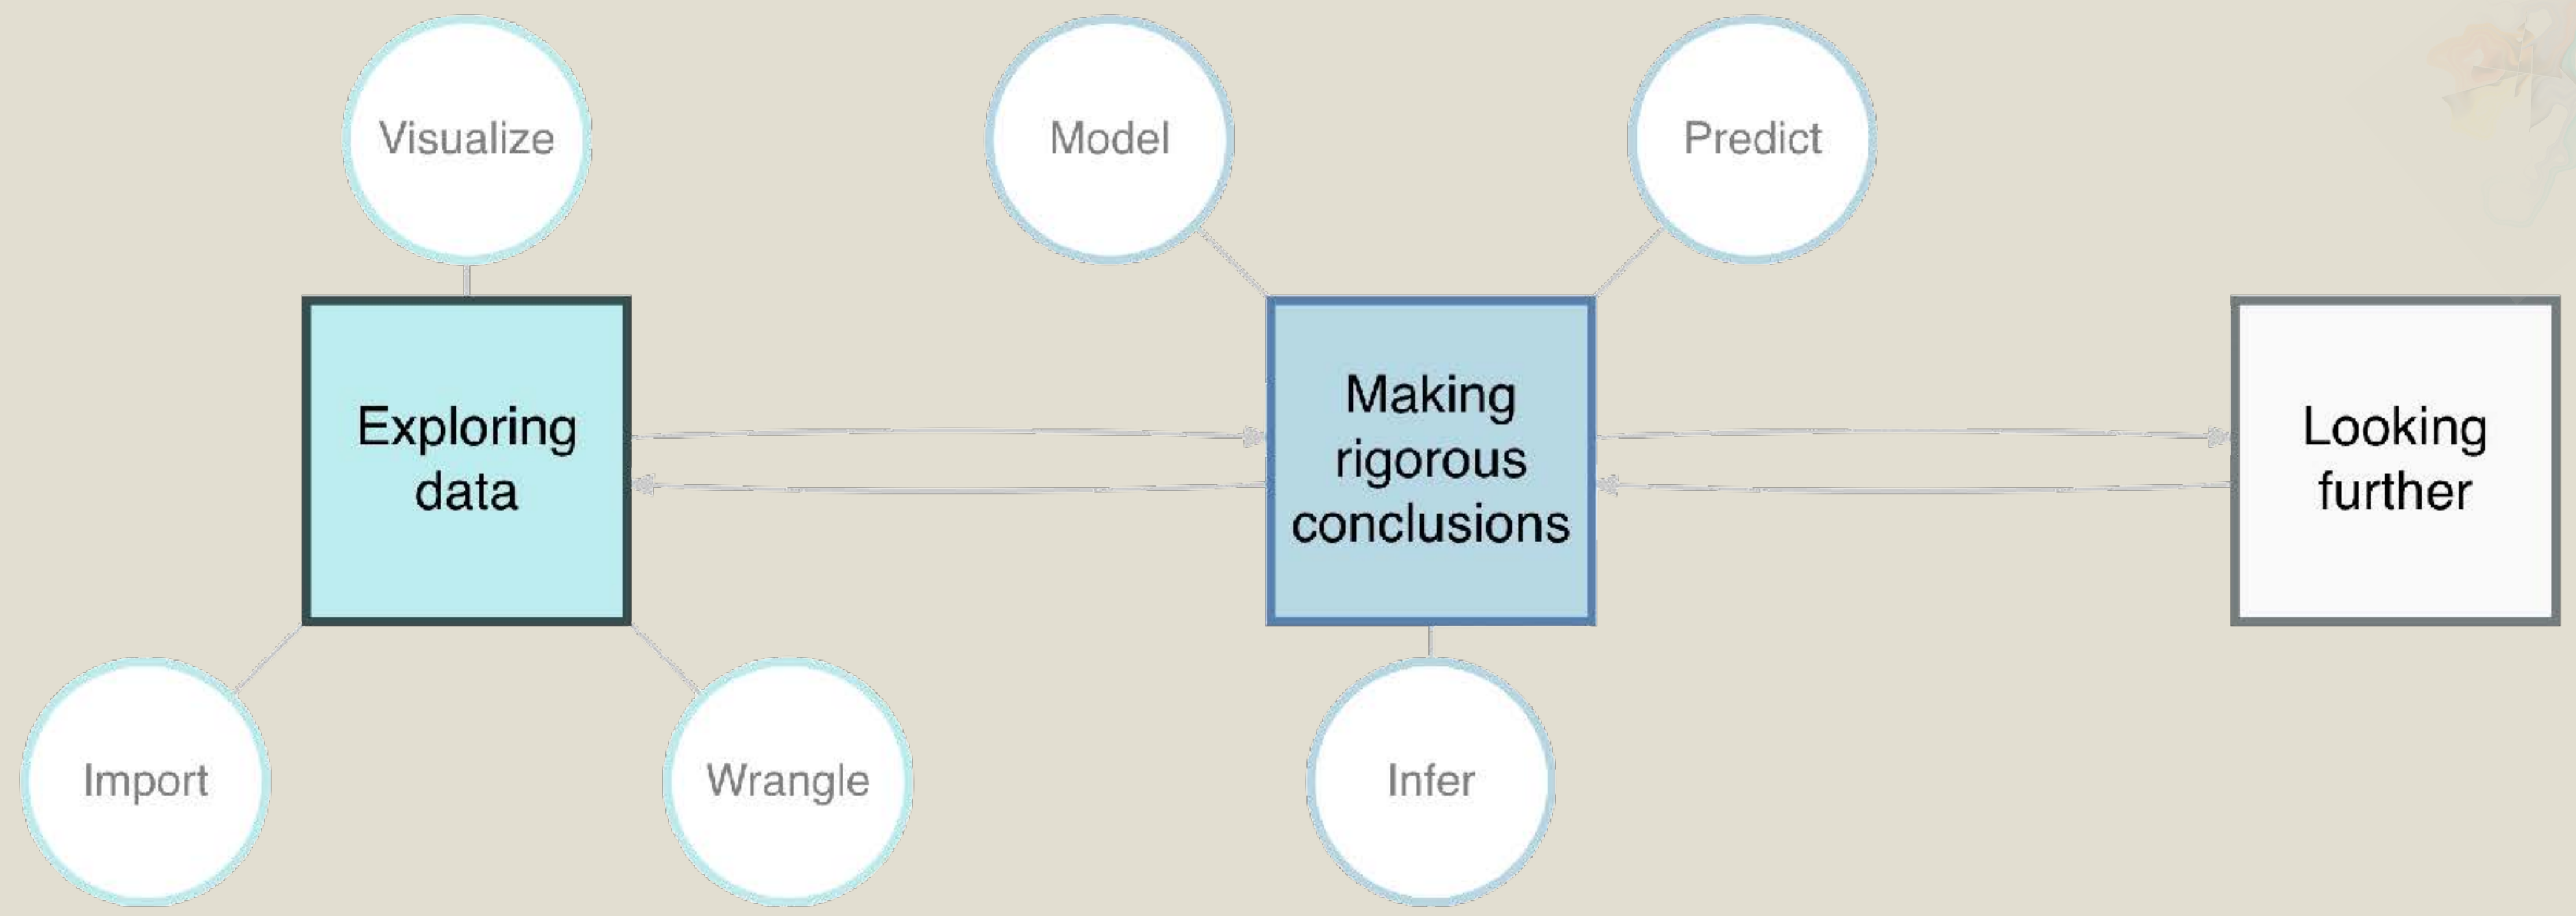 Visualize
Model
Predict
Exploring
data
Making
rigorous
conclusions
Looking
further
Import
Wrangle
Infer